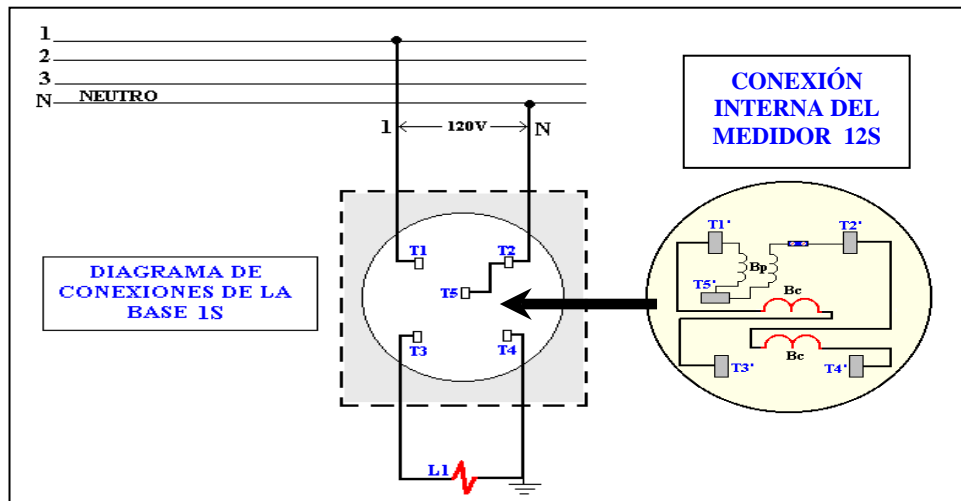 1
2
3
N NEUTRO
1 120V N
CONEXIÓN
INTERNA DEL
MEDIDOR 12S
DIAGRAMA DE
CONEXIONES DE LA
BASE 1S
T1 T2
T5
T3 T4
L1
T1' T2'
Bp
T5'
Bc
Bc
T3' T4'